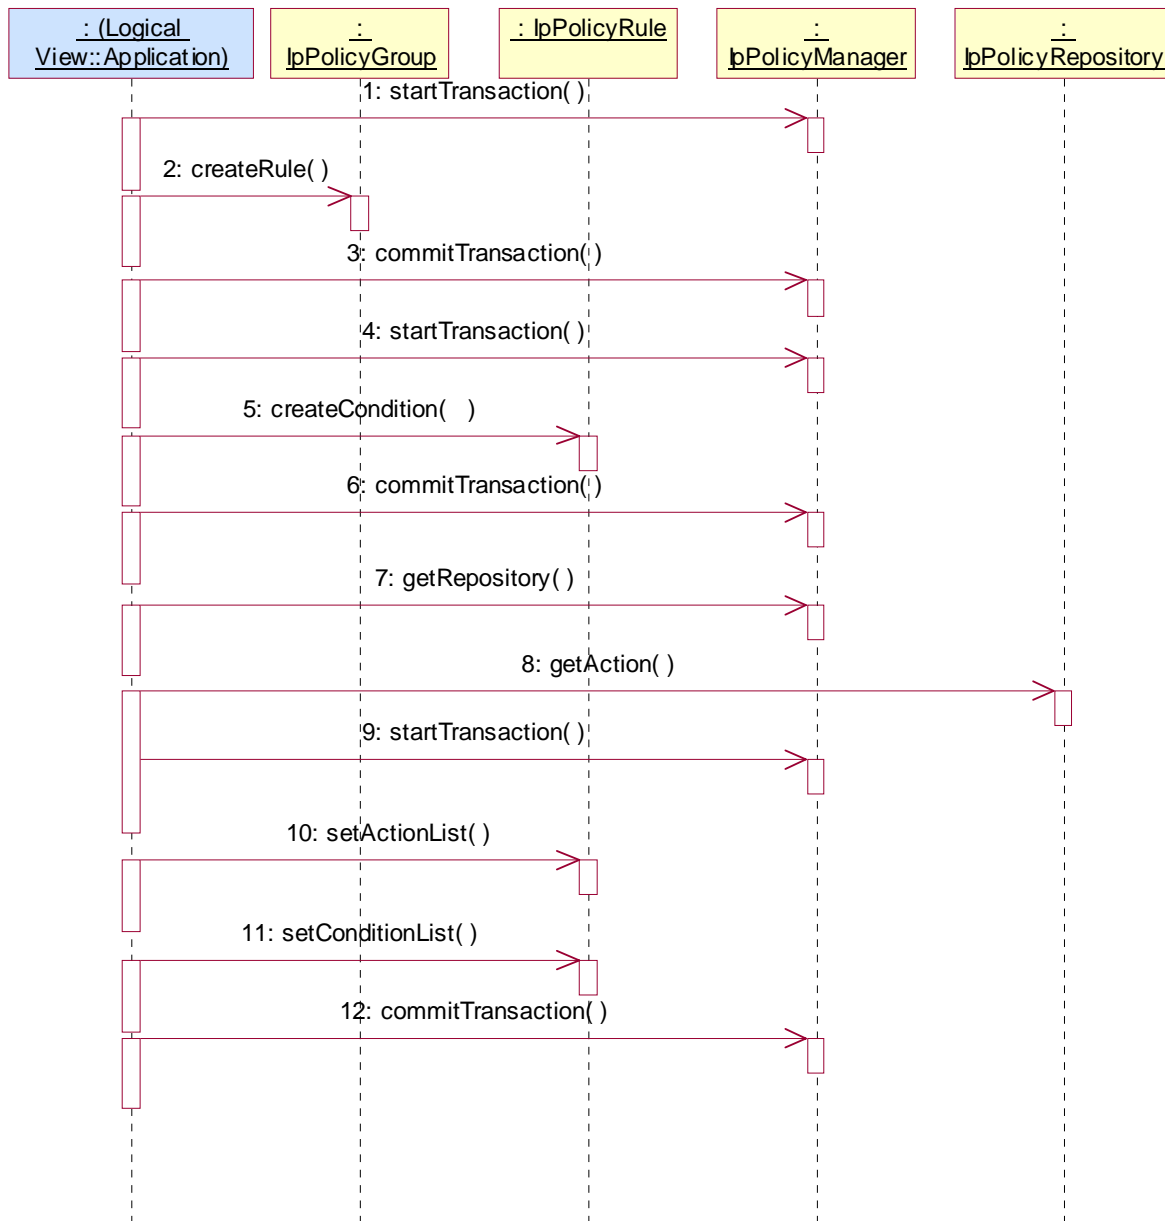 : (Logical
View::Application)
:
IpPolicyGroup
: IpPolicyRule
:
IpPolicyManager
:
IpPolicyRepository
1: startTransaction( )
2: createRule( )
3: commitTransaction( )
4: startTransaction( )
5: createCondition(   )
6: commitTransaction( )
7: getRepository( )
8: getAction( )
9: startTransaction( )
10: setActionList( )
11: setConditionList( )
12: commitTransaction( )